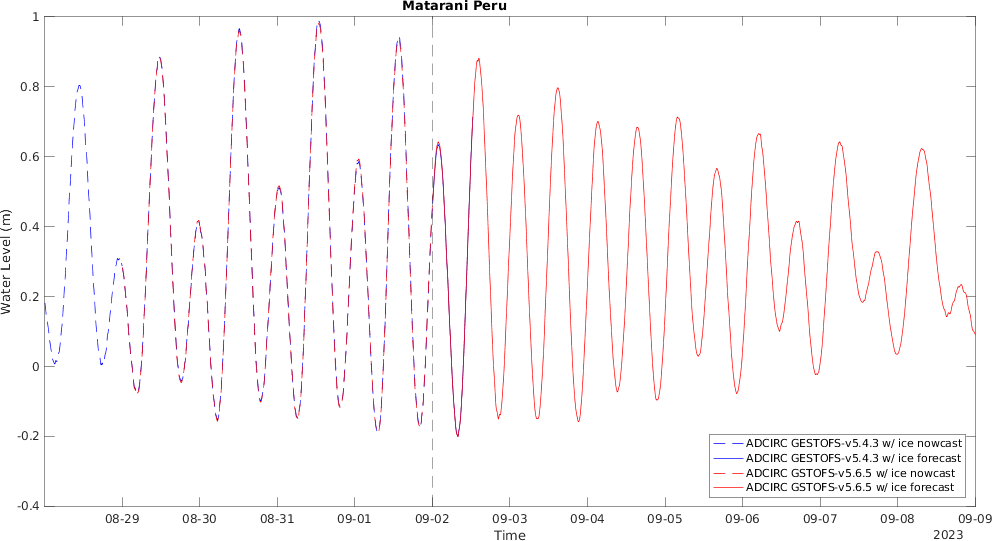 Matarani Peru
1
0.8
0.6
0.4
0.2
0
-0.2
-0.4
Water Level (m)
ADCIRC GESTOFS-v5.4.3 w/ ice nowcast
ADCIRC GESTOFS-v5.4.3 w/ ice forecast
ADCIRC GSTOFS-v5.6.5 w/ ice nowcast
ADCIRC GSTOFS-v5.6.5 w/ ice forecast
08-29 08-30 08-31 09-01 09-02 09-03 09-04 09-05 09-06 09-07 09-08 09-09
Time
2023